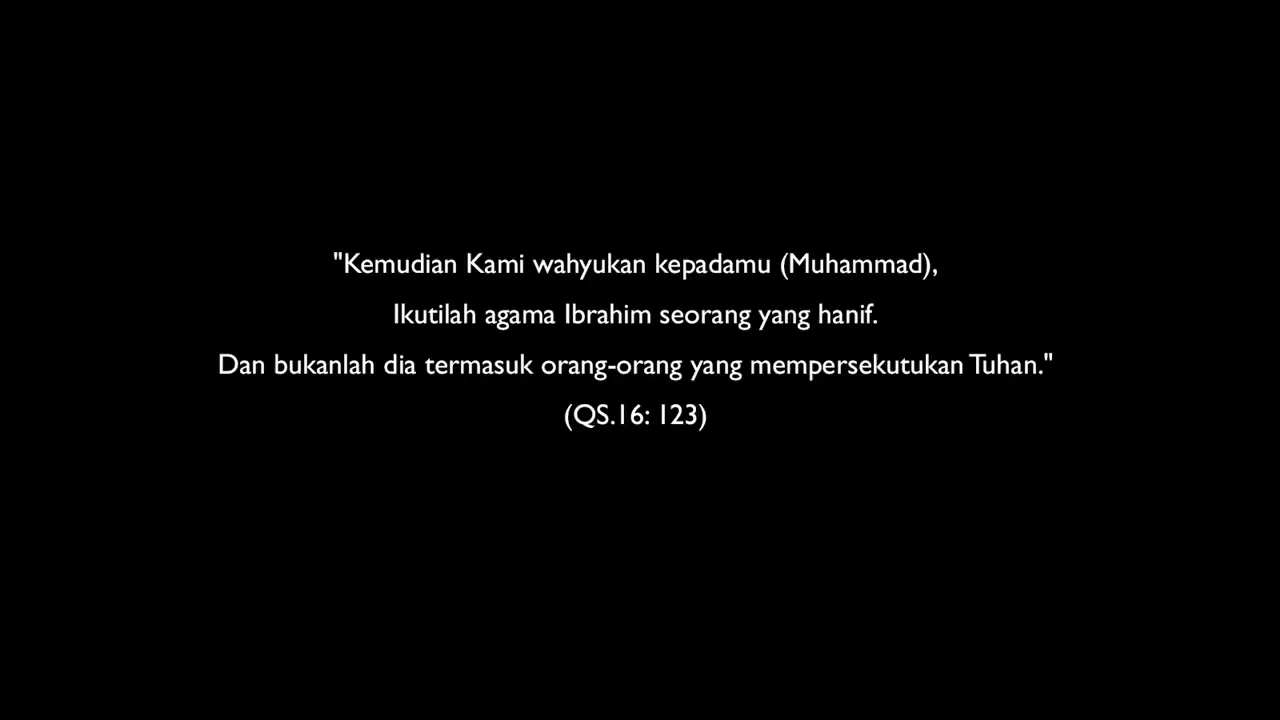 "Kemudian Kami wahyukan kepadamu (Muhammad),
Ikutilah agama Ibrahim seorang yang hanif.
Dan bukanlah dia termasuk orang-orang yang mempersekutukan Tuhan."
(QS.16: 123)